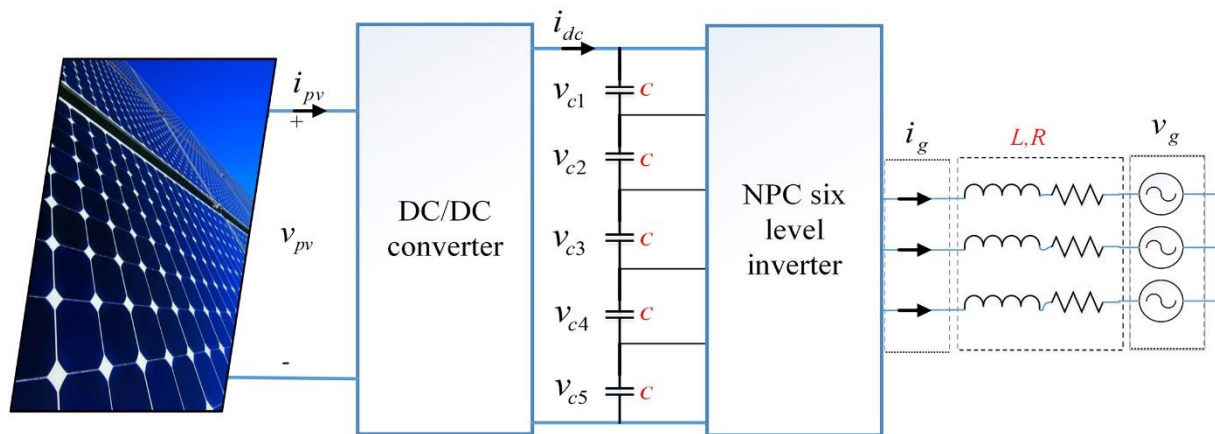 i_dc
i_pv
+
v_pv
-
DC/DC
converter
v_c1 C
v_c2 C
v_c3 C
v_c4 C
v_c5 C
NPC six
level
inverter
i_g
L,R
v_g